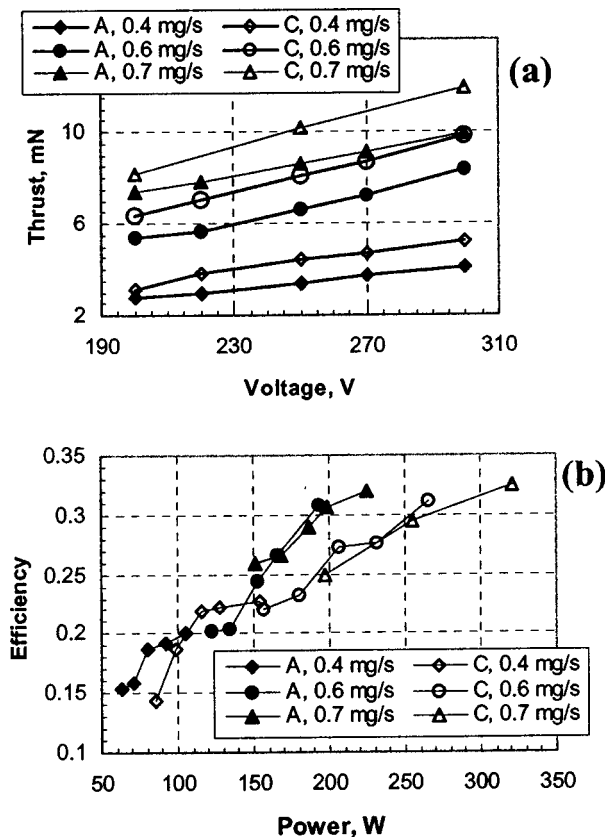 A, 0.4 mg/s C, 0.4 mg/s
A, 0.6 mg/s C, 0.6 mg/s
A, 0.7 mg/s C, 0.7 mg/s
(a)
Thrust, mN
10
6
2
190 230 270 310
Voltage, V
(b)
Efficiency
0.35
0.3
0.25
0.2
0.15
0.1
A, 0.4 mg/s C, 0.4 mg/s
A, 0.6 mg/s C, 0.6 mg/s
A, 0.7 mg/s C, 0.7 mg/s
50 100 150 200 250 300 350
Power, W